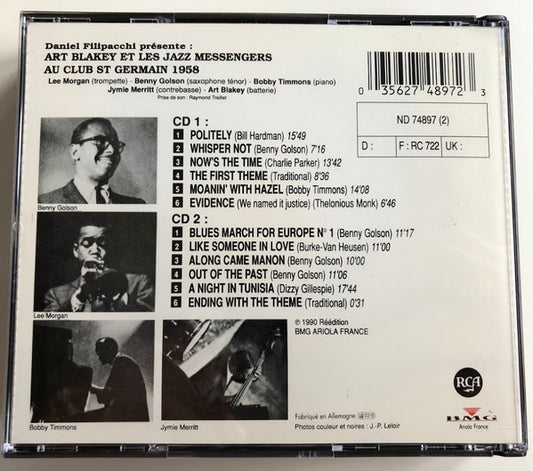 Daniel Filipacchi présente :
ART BLAKEY ET LES JAZZ MESSENGERS
AU CLUB ST GERMAIN 1958
Lee Morgan (trompette) - Benny Golson (saxophone ténor) - Bobby Timmons (piano)
Jymie Merritt (contrebasse) - Art Blakey (batterie)
Prise de son : Raymond Treillet
0 35627 48972 3
ND 74897 (2)
D : F : RC 722 UK :
CD 1 :
1 POLITELY (Bill Hardman) 15'49
2 WHISPER NOT (Benny Golson) 7'16
3 NOW'S THE TIME (Charlie Parker) 13'42
4 THE FIRST THEME (Traditional) 8'36
5 MOANIN' WITH HAZEL (Bobby Timmons) 14'08
6 EVIDENCE (We named it justice) (Thelonious Monk) 6'46
CD 2 :
1 BLUES MARCH FOR EUROPE N° 1 (Benny Golson) 11'17
2 LIKE SOMEONE IN LOVE (Burke-Van Heusen) 11'00
3 ALONG CAME MANON (Benny Golson) 10'00
4 OUT OF THE PAST (Benny Golson) 11'06
5 A NIGHT IN TUNISIA (Dizzy Gillespie) 17'44
6 ENDING WITH THE THEME (Traditional) 0'31
Benny Golson
Lee Morgan
Bobby Timmons
Jymie Merritt
℗ 1990 Réédition
BMG ARIOLA FRANCE
Fabriqué en Allemagne
Photos couleur et noires : J.-P. Leloir
RCA
BMG
Ariola France